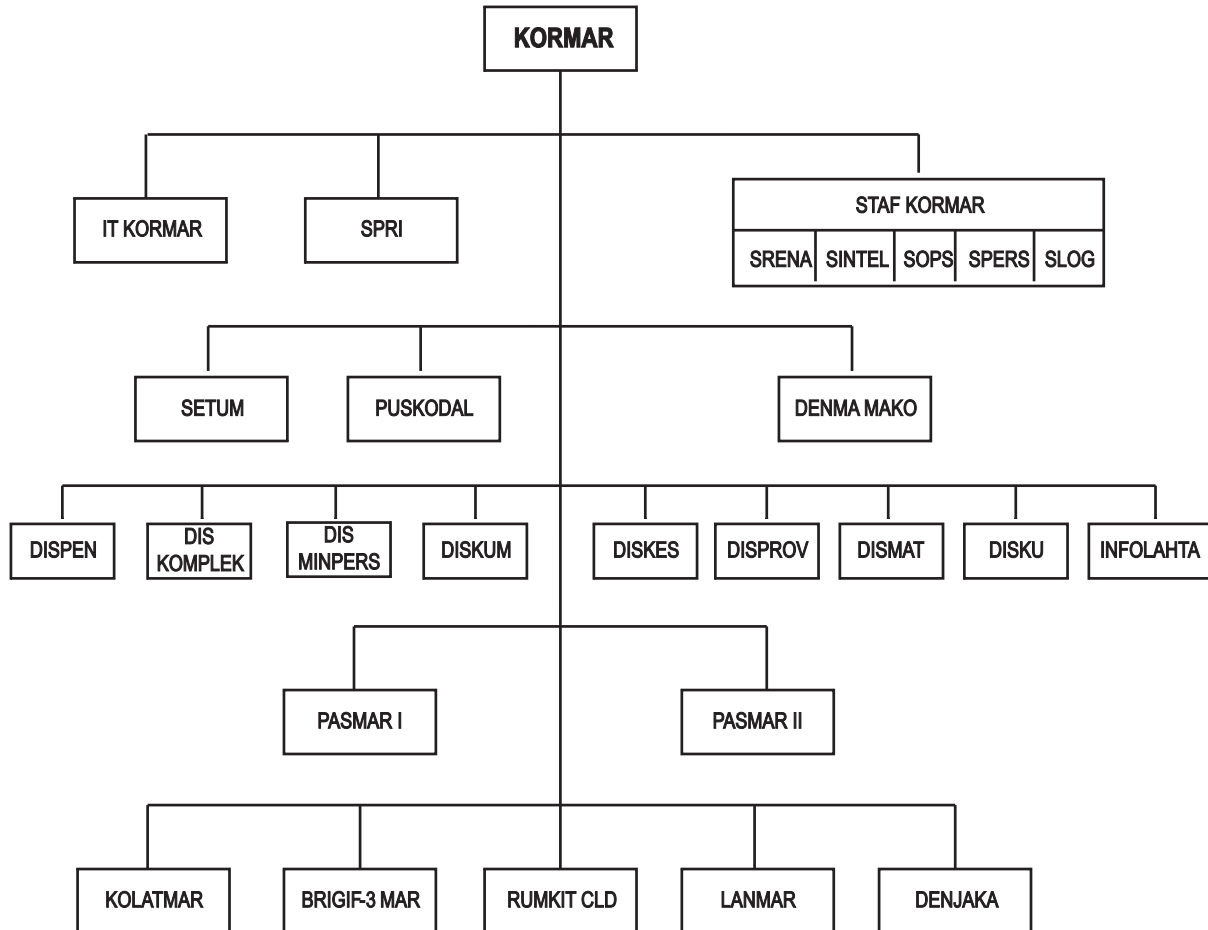 KORMAR
IT KORMAR
SPRI
STAF KORMAR
SRENA
SINTEL
SOPS
SPERS
SLOG
SETUM
PUSKODAL
DENMA MAKO
DISPEN
DIS
KOMPLEK
DIS
MINPERS
DISKUM
DISKES
DISPROV
DISMAT
DISKU
INFOLAHTA
PASMAR I
PASMAR II
KOLATMAR
BRIGIF-3 MAR
RUMKIT CLD
LANMAR
DENJAKA